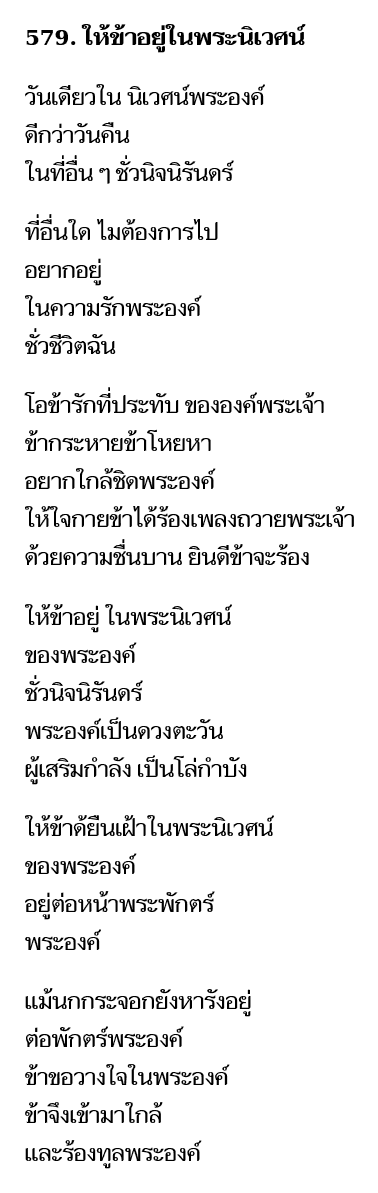 579. ให้ข้าอยู่ในพระนิเวศน์
วันเดียวใน นิเวศน์พระองค์
ดีกว่าวันคืน
ในที่อื่น ๆ ชั่วนิจนิรันดร์
ที่อื่นใด ไมต้องการไป
อยากอยู่
ในความรักพระองค์
ชั่วชีวิตฉัน
โอข้ารักที่ประทับ ขององค์พระเจ้า
ข้ากระหายข้าโหยหา
อยากใกล้ชิดพระองค์
ให้ใจกายข้าได้ร้องเพลงถวายพระเจ้า
ด้วยความชื่นบาน ยินดีข้าจะร้อง
ให้ข้าอยู่ ในพระนิเวศน์
ของพระองค์
ชั่วนิจนิรันดร์
พระองค์เป็นดวงตะวัน
ผู้เสริมกำลัง เป็นโล่กำบัง
ให้ข้าด้ยืนเฝ้าในพระนิเวศน์
ของพระองค์
อยู่ต่อหน้าพระพักตร์
พระองค์
แม้นกกระจอกยังหารังอยู่
ต่อพักตร์พระองค์
ข้าขอวางใจในพระองค์
ข้าจึงเข้ามาใกล้
และร้องทูลพระองค์